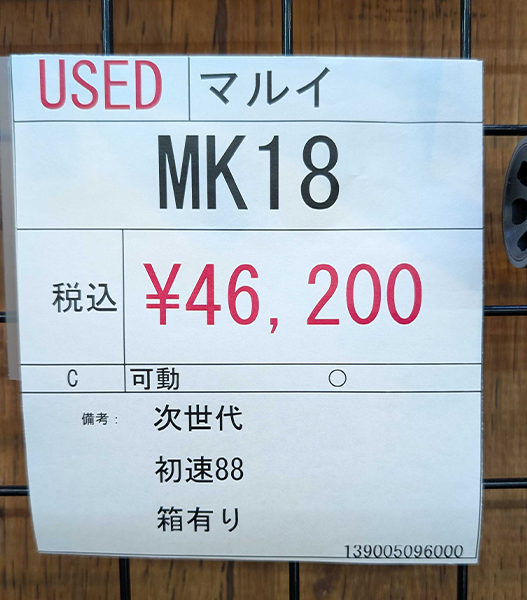 USED マルイ
MK18
税込 ¥46,200
C 可動 ○
備考： 次世代
初速88
箱有り
139005096000